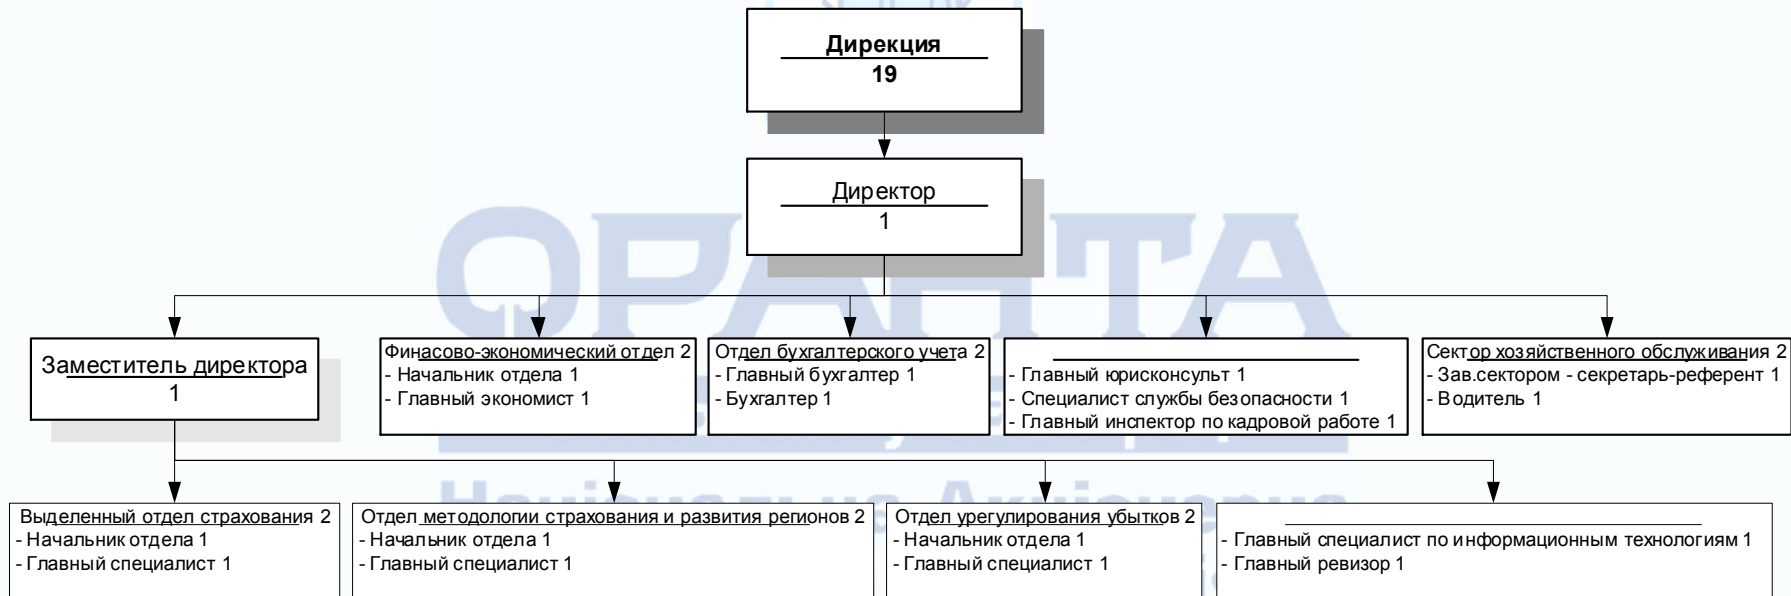 Дирекция
19
Директор
1
Заместитель директора
1
Финасово-экономический отдел 2
- Начальник отдела 1
- Главный экономист 1
Отдел бухгалтерского учета 2
- Главный бухгалтер 1
- Бухгалтер 1
- Главный юрисконсульт 1
- Специалист службы безопасности 1
- Главный инспектор по кадровой работе 1
Сектор хозяйственного обслуживания 2
- Зав.сектором - секретарь-референт 1
- Водитель 1
Выделенный отдел страхования 2
- Начальник отдела 1
- Главный специалист 1
Отдел методологии страхования и развития регионов 2
- Начальник отдела 1
- Главный специалист 1
Отдел урегулирования убытков 2
- Начальник отдела 1
- Главный специалист 1
- Главный специалист по информационным технологиям 1
- Главный ревизор 1
ОРАНТА
Національна Акціонерна